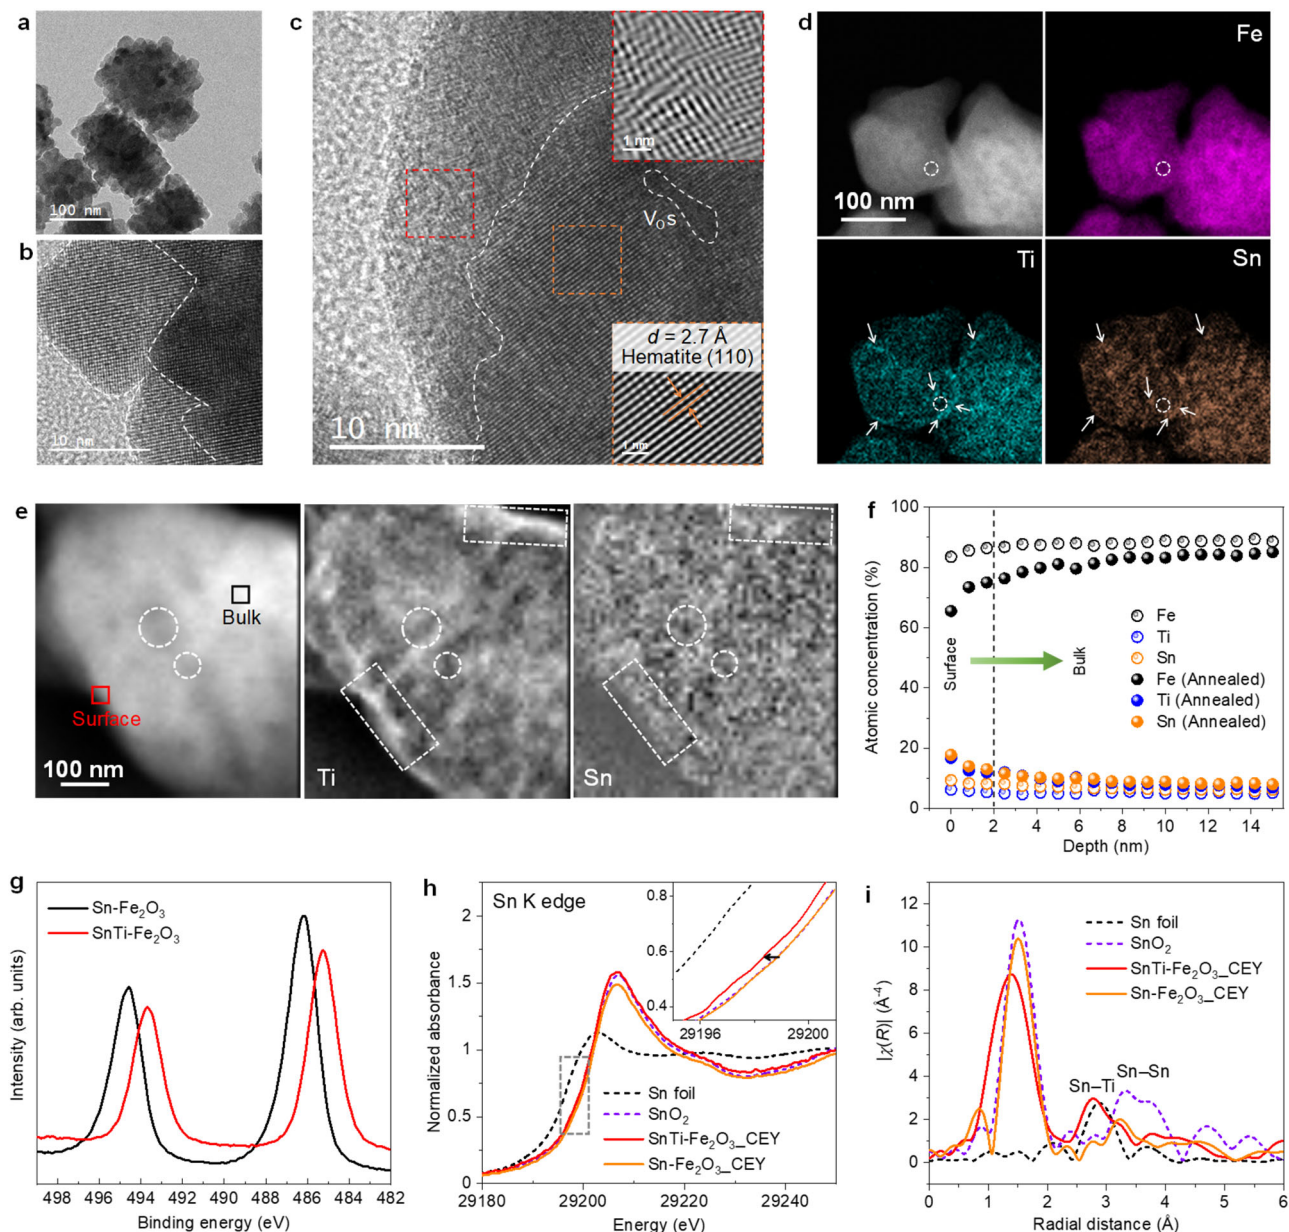 a
100 nm
b
10 nm
c
1 nm
V₀s
d = 2.7 Å
Hematite (110)
10 nm
1 nm
d
Fe
100 nm
Ti
Sn
e
Bulk
Surface
100 nm
Ti
Sn
f
Atomic concentration (%)
100
80
60
40
20
0
Surface
Bulk
Fe
Ti
Sn
Fe (Annealed)
Ti (Annealed)
Sn (Annealed)
0 2 4 6 8 10 12 14
Depth (nm)
g
Intensity (arb. units)
Sn-Fe₂O₃
SnTi-Fe₂O₃
498 496 494 492 490 488 486 484 482
Binding energy (eV)
h
Normalized absorbance
Sn K edge
2
1.5
1
0.5
0
0.8
0.6
0.4
29196 29200
Sn foil
SnO₂
SnTi-Fe₂O₃_CEY
Sn-Fe₂O₃_CEY
29180 29200 29220 29240
Energy (eV)
i
|χ(R)| (Å⁻⁴)
12
10
8
6
4
2
0
Sn foil
SnO₂
SnTi-Fe₂O₃_CEY
Sn-Fe₂O₃_CEY
Sn–Ti
Sn–Sn
0 1 2 3 4 5 6
Radial distance (Å)